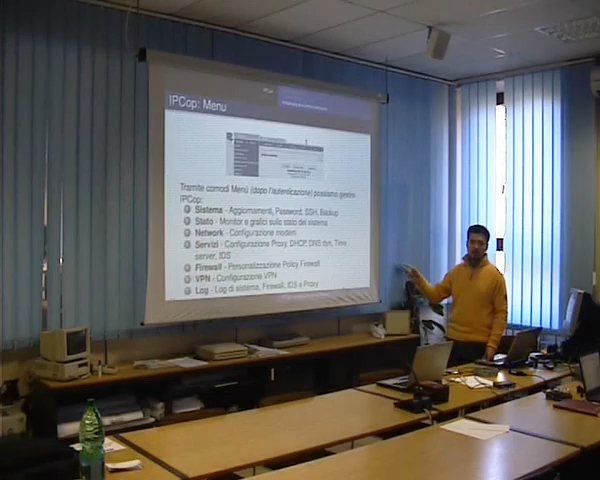 IPCop: Menu
Tramite comodi Menù (dopo l'autenticazione) possiamo gestire
IPCop:
Sistema - Aggiornamenti, Password, SSH, Backup
Stato - Monitor e grafici sullo stato del sistema
Network - Configurazione modem
Servizi - Configurazione Proxy, DHCP, DNS dyn, Time
server, IDS
Firewall - Personalizzazione Policy Firewall
VPN - Configurazione VPN
Log - Log di sistema, Firewall, IDS e Proxy